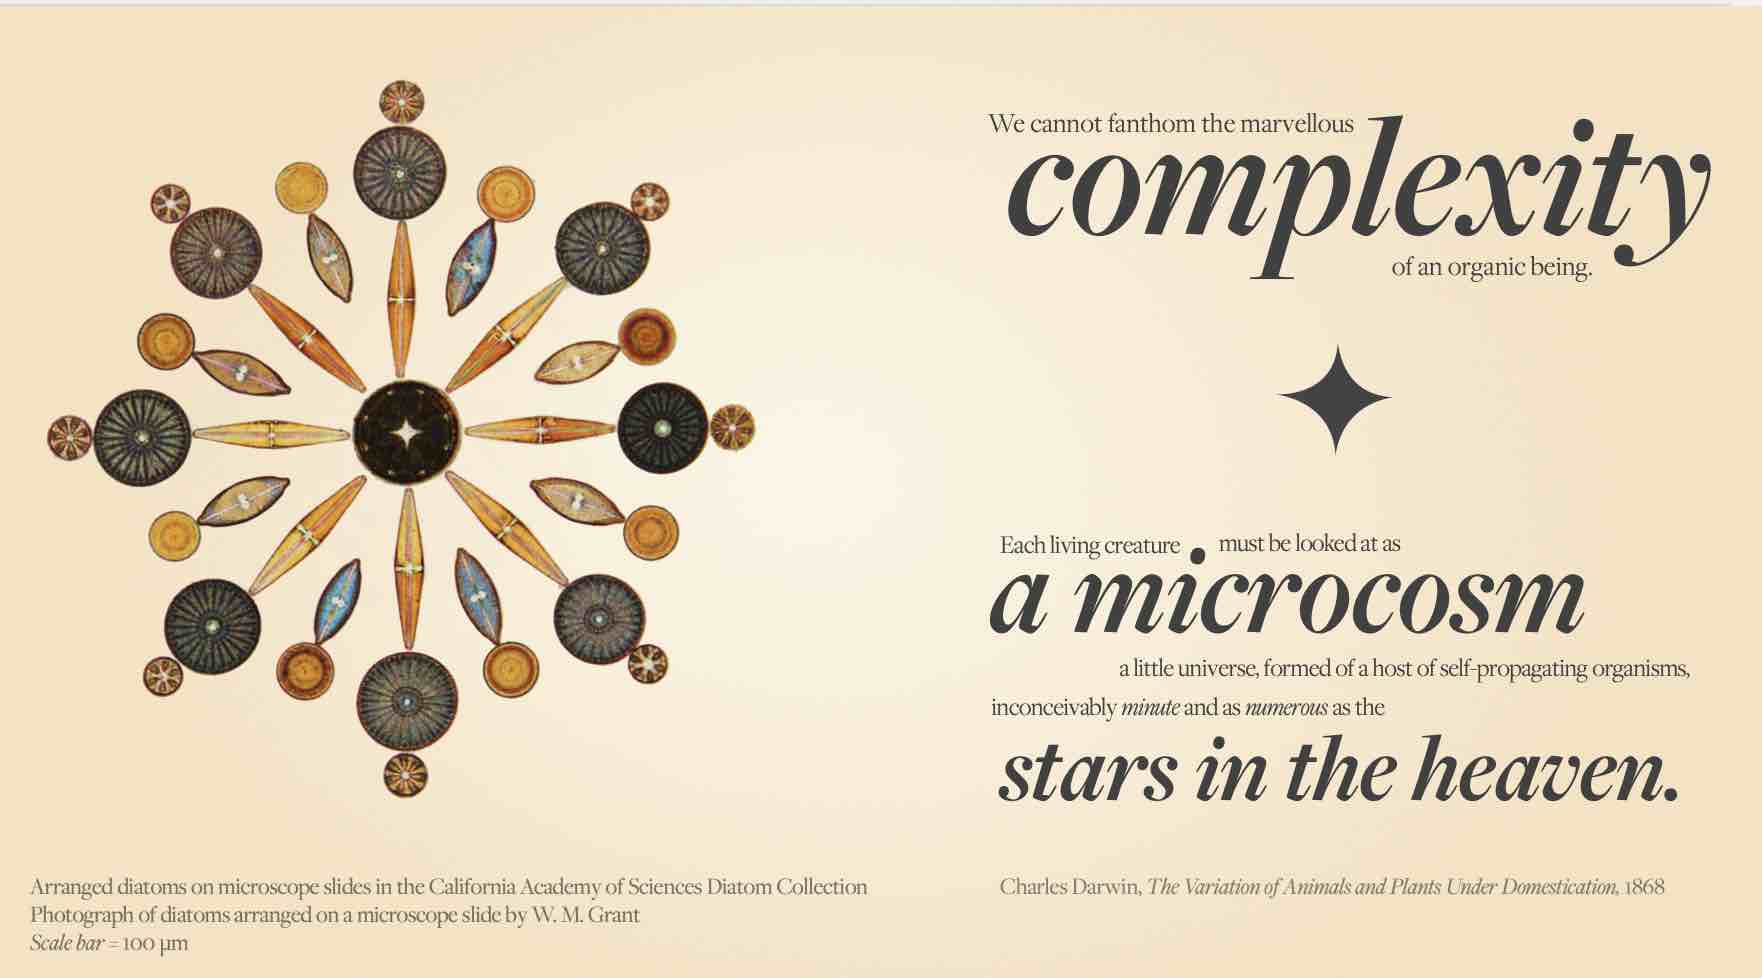 We cannot fanthom the marvellous
complexity
of an organic being.
Each living creature must be looked at as
a microcosm
a little universe, formed of a host of self-propagating organisms,
inconceivably minute and as numerous as the
stars in the heaven.
Arranged diatoms on microscope slides in the California Academy of Sciences Diatom Collection
Photograph of diatoms arranged on a microscope slide by W. M. Grant
Scale bar = 100 µm
Charles Darwin, The Variation of Animals and Plants Under Domestication, 1868